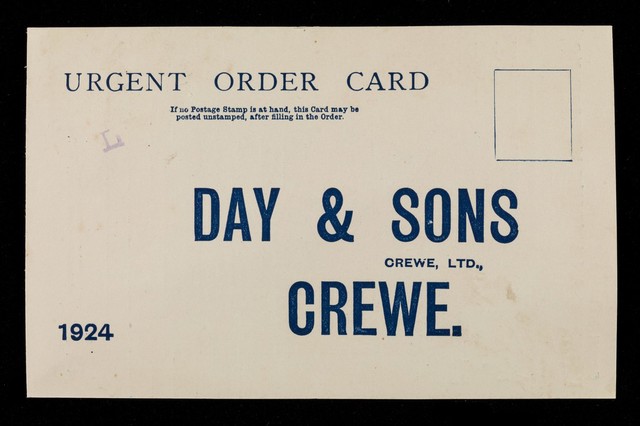 URGENT ORDER CARD
If no Postage Stamp is at hand, this Card may be
posted unstamped, after filling in the Order.
L
DAY & SONS
CREWE, LTD.,
CREWE.
1924